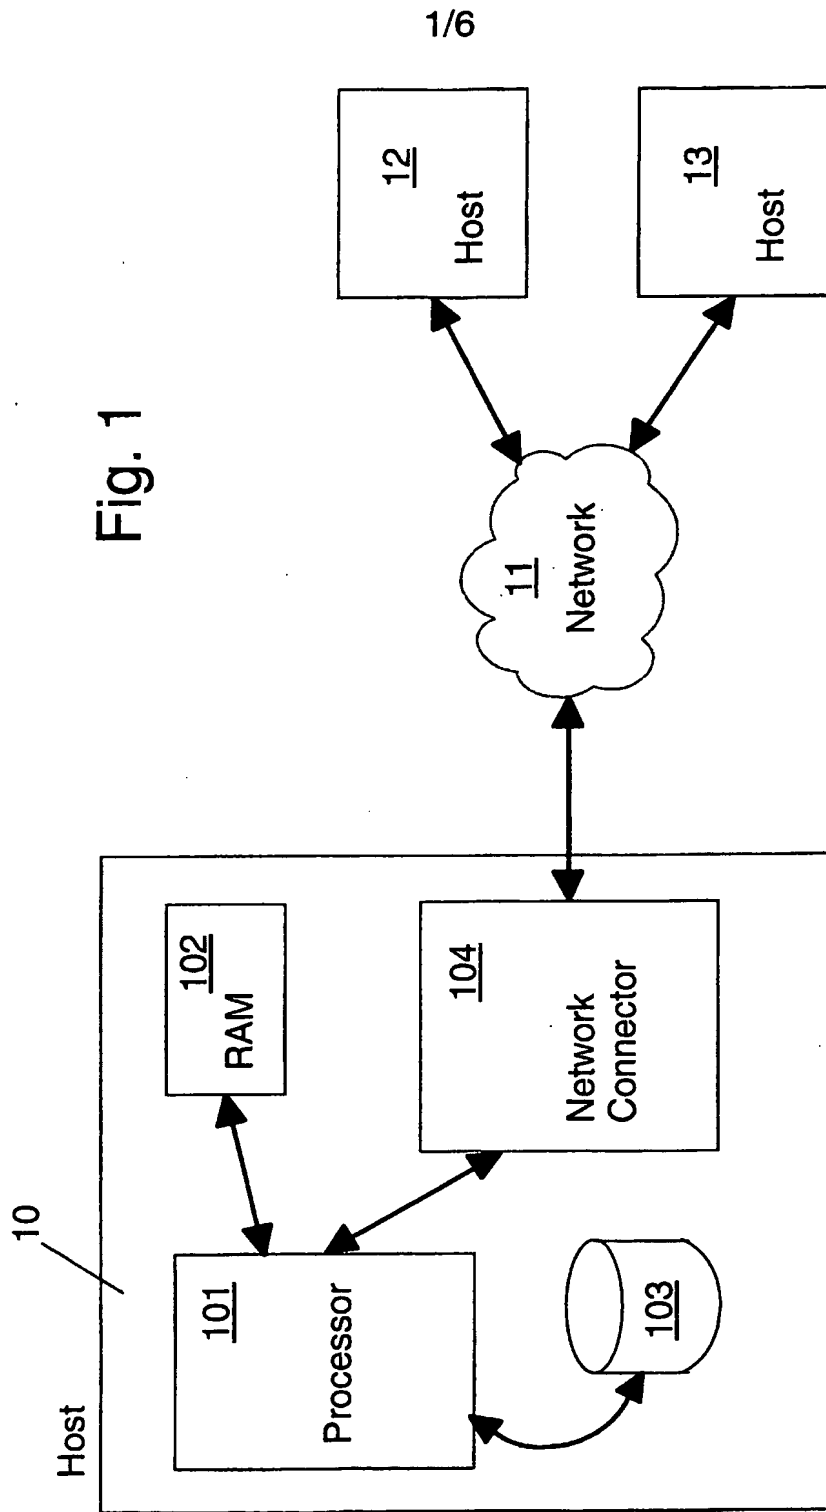 1/6
Fig. 1
Host
10
101
Processor
102
RAM
103
104
Network
Connector
11
Network
12
Host
13
Host